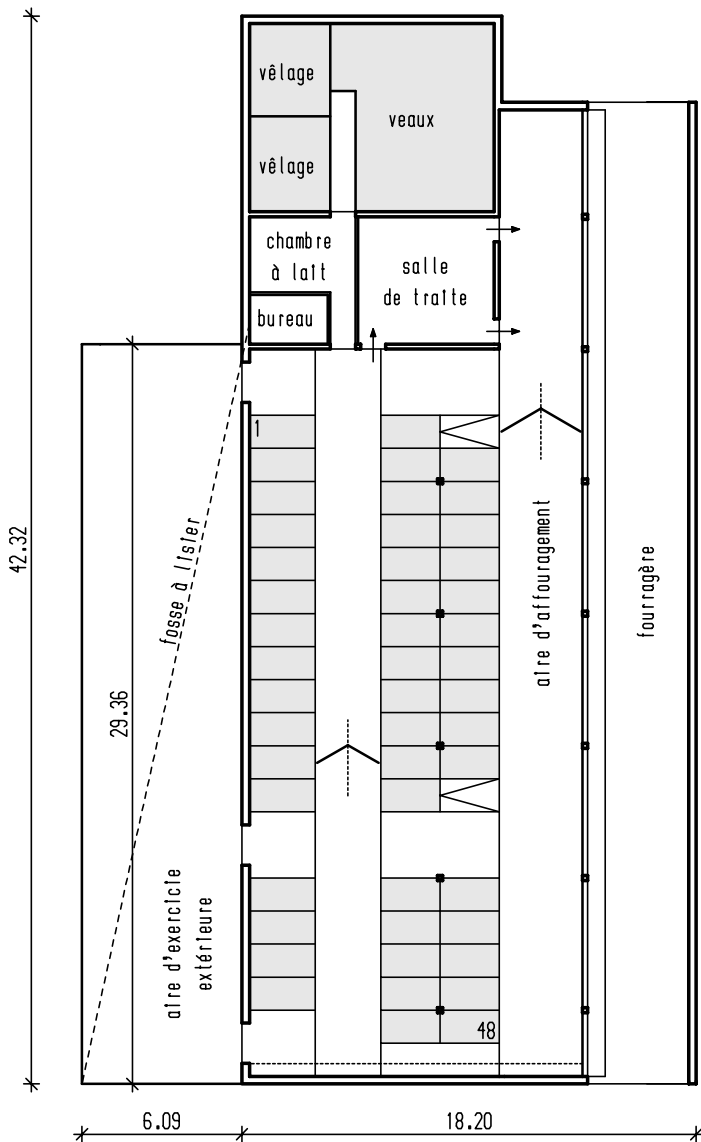 vêlage
veaux
vêlage
chambre
à lait
salle
de traite
bureau
1
42.32
fosse à lisier
aire d'affouragement
fourragère
29.36
aire d'exercicie
extérieure
48
6.09
18.20